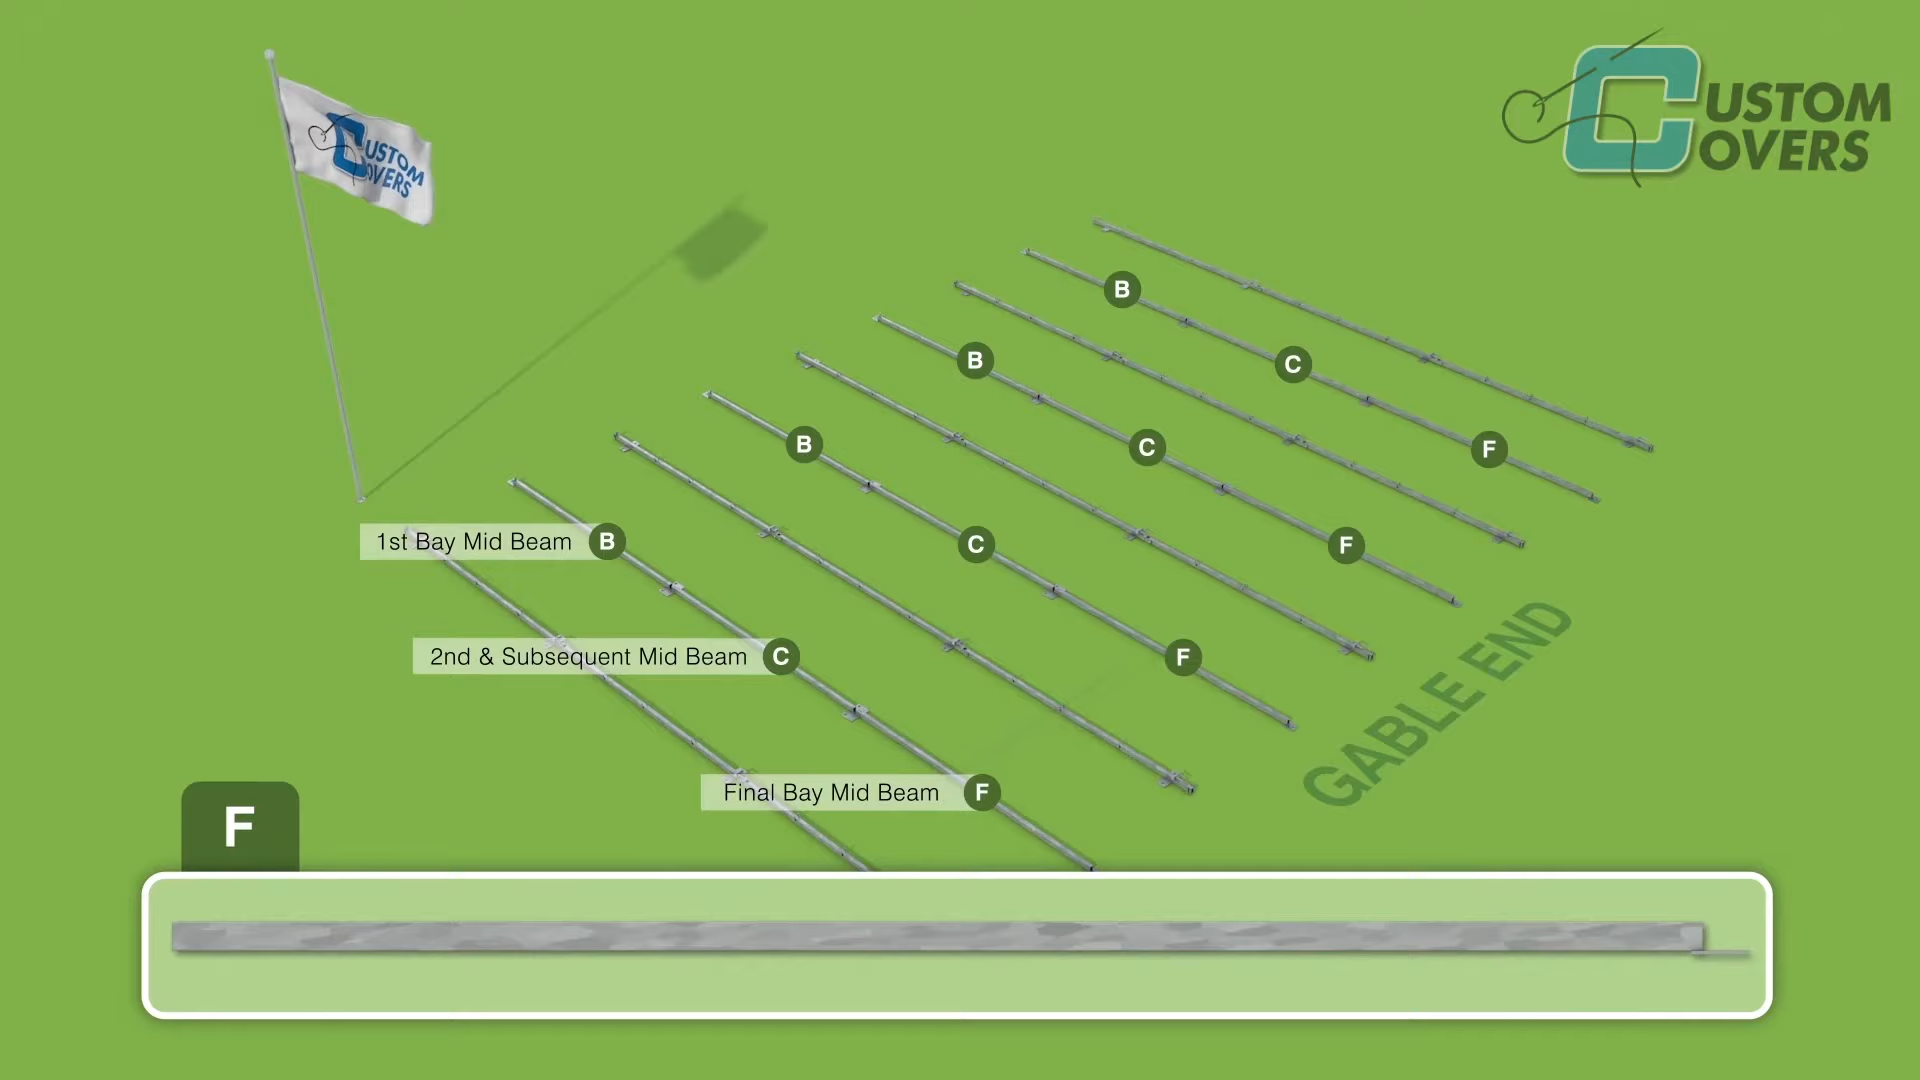 CUSTOM
COVERS
CUSTOM
COVERS
B
B
C
B
C
F
1st Bay Mid Beam B
C
F
2nd & Subsequent Mid Beam C
F
GABLE END
Final Bay Mid Beam F
F